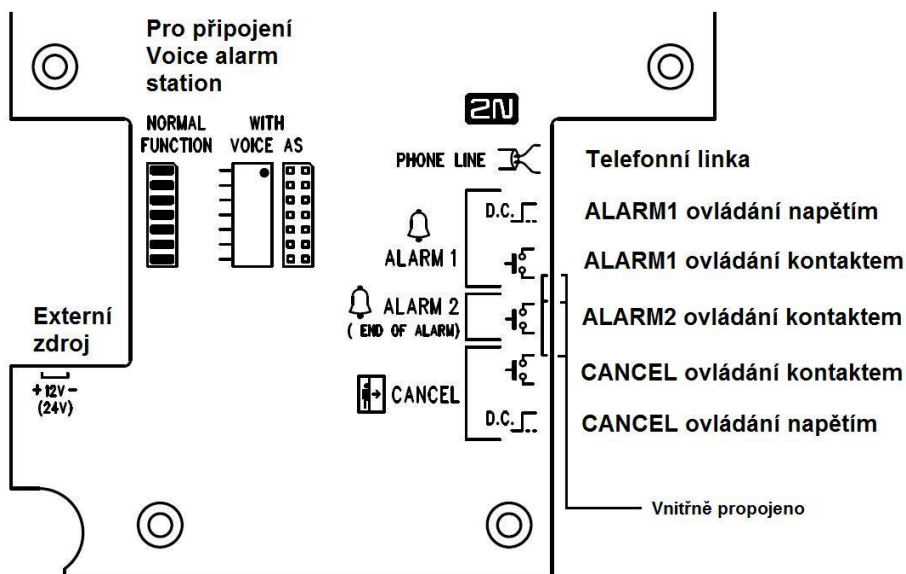 Pro připojení
Voice alarm
station
NORMAL
FUNCTION
WITH
VOICE AS
2N
PHONE LINE
Telefonní linka
D.C.
ALARM1 ovládání napětím
ALARM 1
ALARM1 ovládání kontaktem
ALARM 2
( END OF ALARM)
ALARM2 ovládání kontaktem
Externí
zdroj
+ 12V -
(24V)
CANCEL
CANCEL ovládání kontaktem
D.C.
CANCEL ovládání napětím
Vnitřně propojeno